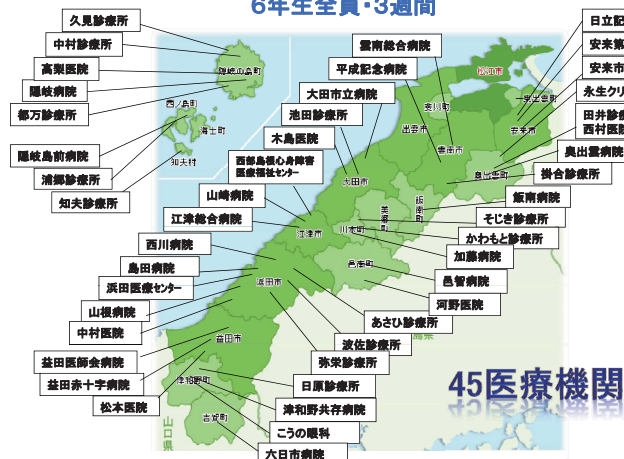 6年生全員・3週間
久見診療所
中村診療所
高梨医院
隠岐病院
都万診療所
隠岐島前病院
浦郷診療所
知夫診療所
隠岐の島町
西ノ島町
海士町
知夫村
雲南総合病院
平成記念病院
大田市立病院
池田診療所
木島医院
西部島根心身障害
医療福祉センター
山崎病院
江津総合病院
西川病院
島田病院
浜田医療センター
山根病院
中村医院
益田医師会病院
益田赤十字病院
松本医院
日立記
安来第
安来市
永生クリ
田井診療
西村医院
奥出雲病院
掛合診療所
飯南病院
そじき診療所
かわもと診療所
加藤病院
邑智病院
河野医院
あさひ診療所
波佐診療所
弥栄診療所
日原診療所
津和野共存病院
こうの眼科
六日市病院
松江市
東出雲町
安来市
斐川町
出雲市
雲南市
奥出雲町
飯南町
美郷町
大田市
川本町
江津市
邑南町
浜田市
益田市
津和野町
吉賀町
山口県
島県
45医療機関